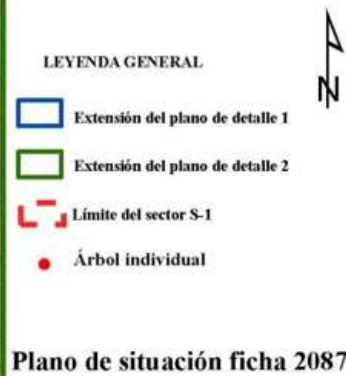 N
LEYENDA GENERAL
Extensión del plano de detalle 1
Extensión del plano de detalle 2
Límite del sector S-1
Árbol individual
Plano de situación ficha 2087